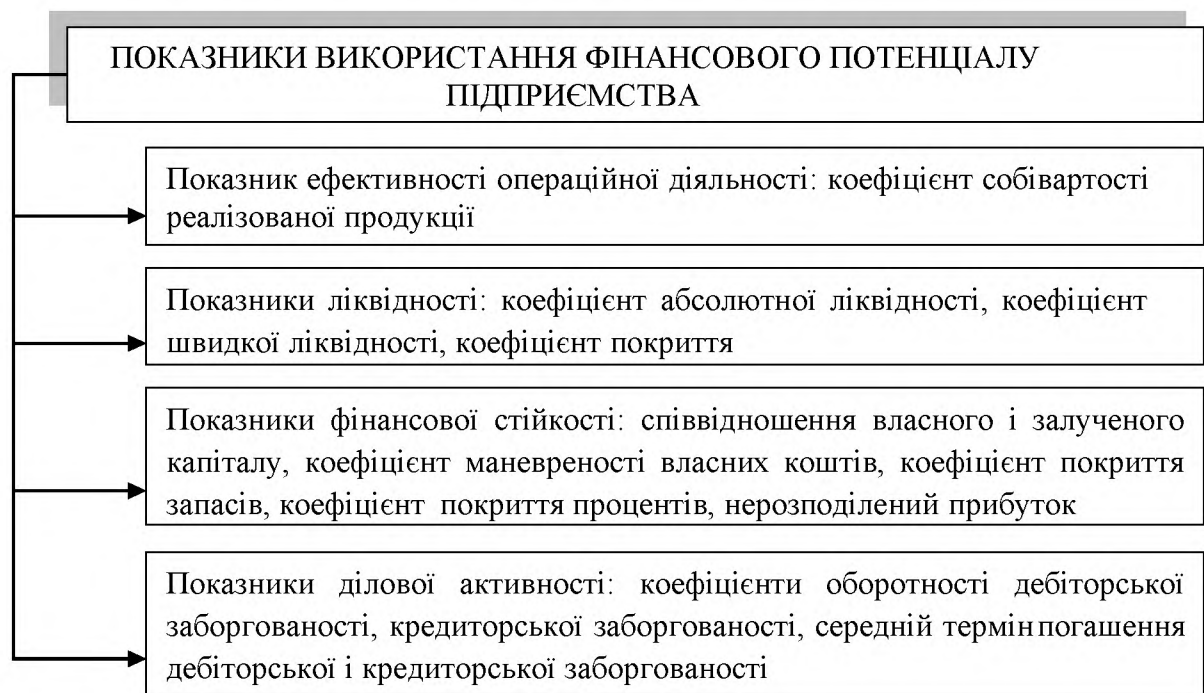 ПОКАЗНИКИ ВИКОРИСТАННЯ ФІНАНСОВОГО ПОТЕНЦІАЛУ
ПІДПРИЄМСТВА
Показник ефективності операційної діяльності: коефіцієнт собівартості
реалізованої продукції
Показники ліквідності: коефіцієнт абсолютної ліквідності, коефіцієнт
швидкої ліквідності, коефіцієнт покриття
Показники фінансової стійкості: співвідношення власного і залученого
капіталу, коефіцієнт маневреності власних коштів, коефіцієнт покриття
запасів, коефіцієнт покриття процентів, нерозподілений прибуток
Показники ділової активності: коефіцієнти оборотності дебіторської
заборгованості, кредиторської заборгованості, середній термін погашення
дебіторської і кредиторської заборгованості